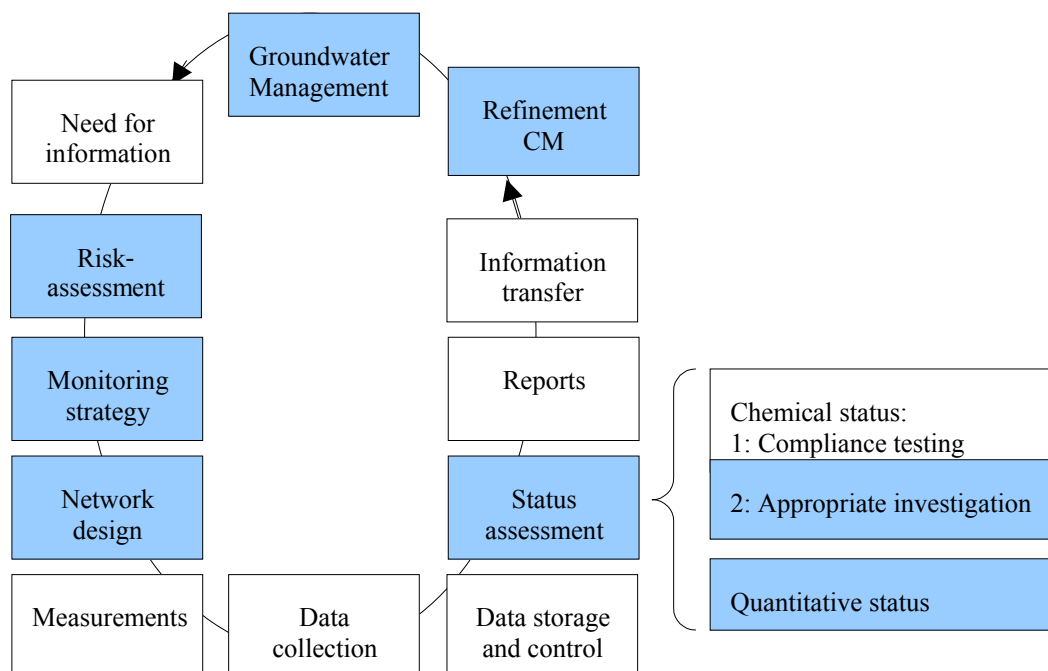 Groundwater
Management
Refinement
CM
Need for
information
Risk-
assessment
Information
transfer
Monitoring
strategy
Reports
Chemical status:
1: Compliance testing
2: Appropriate investigation
Quantitative status
Network
design
Status
assessment
Measurements
Data
collection
Data storage
and control